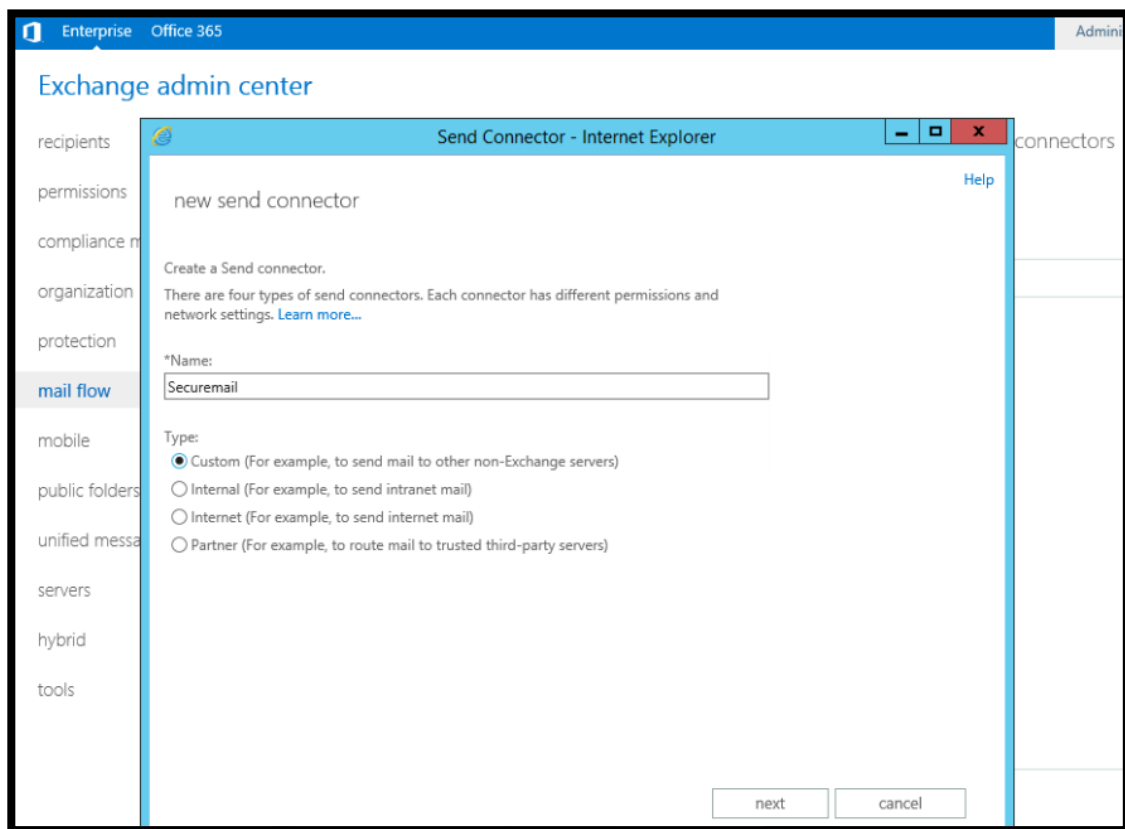 Enterprise Office 365
Admini
Exchange admin center
recipients
permissions
compliance m
organization
protection
mail flow
mobile
public folders
unified messa
servers
hybrid
tools
connectors
Send Connector - Internet Explorer
Help
new send connector
Create a Send connector.
There are four types of send connectors. Each connector has different permissions and
network settings. Learn more...
*Name:
Securemail
Type:
Custom (For example, to send mail to other non-Exchange servers)
Internal (For example, to send intranet mail)
Internet (For example, to send internet mail)
Partner (For example, to route mail to trusted third-party servers)
next
cancel